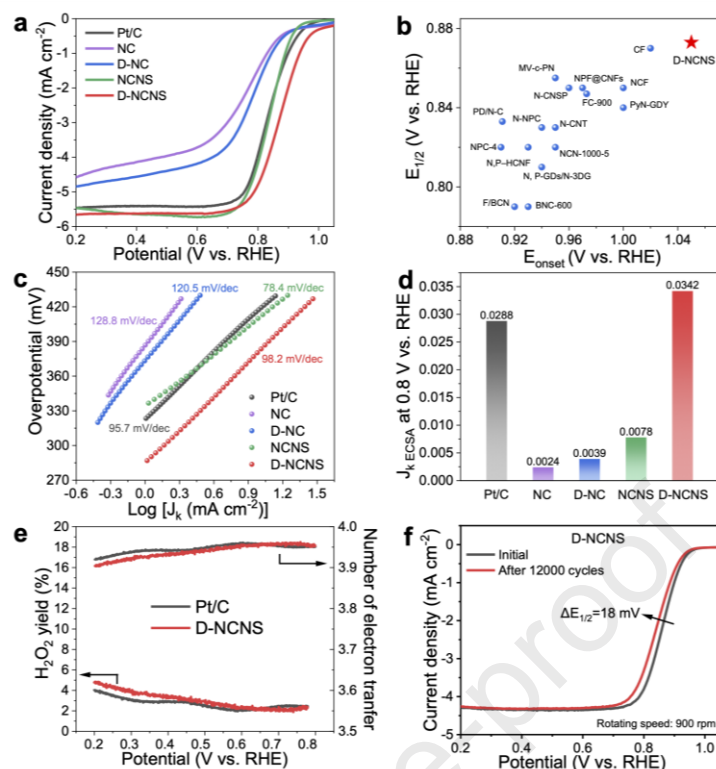 a
Pt/C
NC
D-NC
NCNS
D-NCNS
Current density (mA cm⁻²)
0
-1
-2
-3
-4
-5
-6
0.2 0.4 0.6 0.8 1.0
Potential (V vs. RHE)
b
E1/2 (V vs. RHE)
0.88
0.84
0.80
CF
D-NCNS
MV-c-PN
NPF@CNFs
N-CNSP
NCF
FC-900
PyN-GDY
PD/N-C
N-NPC
N-CNT
NPC-4
NCN-1000-5
N,P–HCNF
N, P-GDs/N-3DG
F/BCN
BNC-600
0.88 0.92 0.96 1.00 1.04
Eonset (V vs. RHE)
c
Overpotential (mV)
450
420
390
360
330
300
270
120.5 mV/dec
78.4 mV/dec
128.8 mV/dec
98.2 mV/dec
95.7 mV/dec
Pt/C
NC
D-NC
NCNS
D-NCNS
-0.6 -0.3 0.0 0.3 0.6 0.9 1.2 1.5
Log [Jk (mA cm⁻²)]
d
Jk ECSA at 0.8 V vs. RHE
0.035
0.030
0.025
0.020
0.015
0.010
0.005
0.000
0.0288
0.0024
0.0039
0.0078
0.0342
Pt/C NC D-NC NCNS D-NCNS
e
H2O2 yield (%)
20
18
16
14
12
10
8
6
4
2
0
Pt/C
D-NCNS
4.0
3.9
3.8
3.7
3.6
3.5
Number of electron tranfer
0.2 0.3 0.4 0.5 0.6 0.7 0.8
Potential (V vs. RHE)
f
D-NCNS
Initial
After 12000 cycles
ΔE1/2=18 mV
Current density (mA cm⁻²)
0
-1
-2
-3
-4
-5
Rotating speed: 900 rpm
0.2 0.4 0.6 0.8 1.0
Potential (V vs. RHE)
e-proof